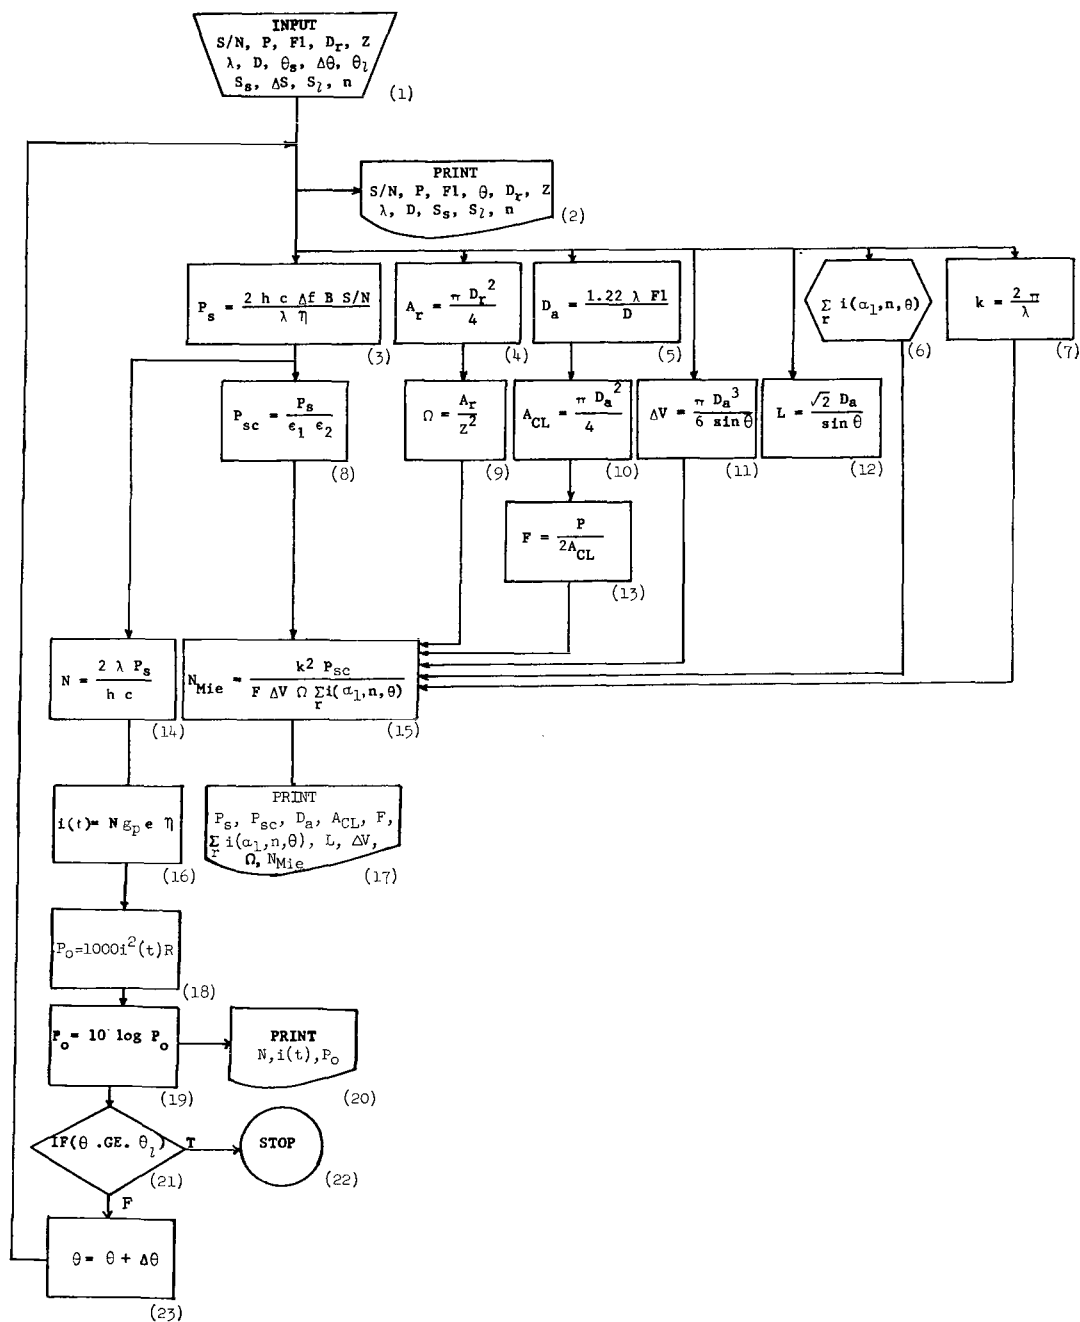 INPUT
S/N, P, Fl, D_r, Z
λ, D, θ_s, Δθ, θ_l
S_s, ΔS, S_l, n
(1)
PRINT
S/N, P, Fl, θ, D_r, Z
λ, D, S_s, S_l, n
(2)
P_s = 2 h c Δf B S/N / λ η
(3)
A_r = π D_r^2 / 4
(4)
D_a = 1.22 λ Fl / D
(5)
Σ_r i(α_1,n,θ)
(6)
k = 2 π / λ
(7)
P_sc = P_s / ϵ_1 ϵ_2
(8)
Ω = A_r / Z^2
(9)
A_CL = π D_a^2 / 4
(10)
ΔV = π D_a^3 / 6 sin θ
(11)
L = √2 D_a / sin θ
(12)
F = P / 2A_CL
(13)
N = 2 λ P_s / h c
(14)
N_Mie = k2 P_sc / F ΔV Ω Σ_r i(α_1,n,θ)
(15)
i(t)= N g_p e η
(16)
PRINT
P_s, P_sc, D_a, A_CL, F,
Σ_r i(α_1,n,θ), L, ΔV,
Ω, N_Mie
(17)
P_o=1000i^2(t)R
(18)
P_o = 10 log P_o
(19)
PRINT
N,i(t),P_o
(20)
IF(θ .GE. θ_l)
T
(21)
STOP
(22)
F
θ = θ + Δθ
(23)